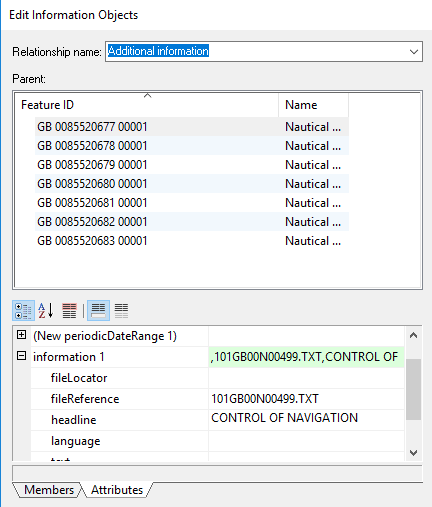 Edit Information Objects
Relationship name: Additional information
Parent:
Feature ID Name
GB 0085520677 00001 Nautical ...
GB 0085520678 00001 Nautical ...
GB 0085520679 00001 Nautical ...
GB 0085520680 00001 Nautical ...
GB 0085520681 00001 Nautical ...
GB 0085520682 00001 Nautical ...
GB 0085520683 00001 Nautical ...
(New periodicDateRange 1)
information 1 ,101GB00N00499.TXT,CONTROL OF
fileLocator
fileReference 101GB00N00499.TXT
headline CONTROL OF NAVIGATION
language
Members Attributes